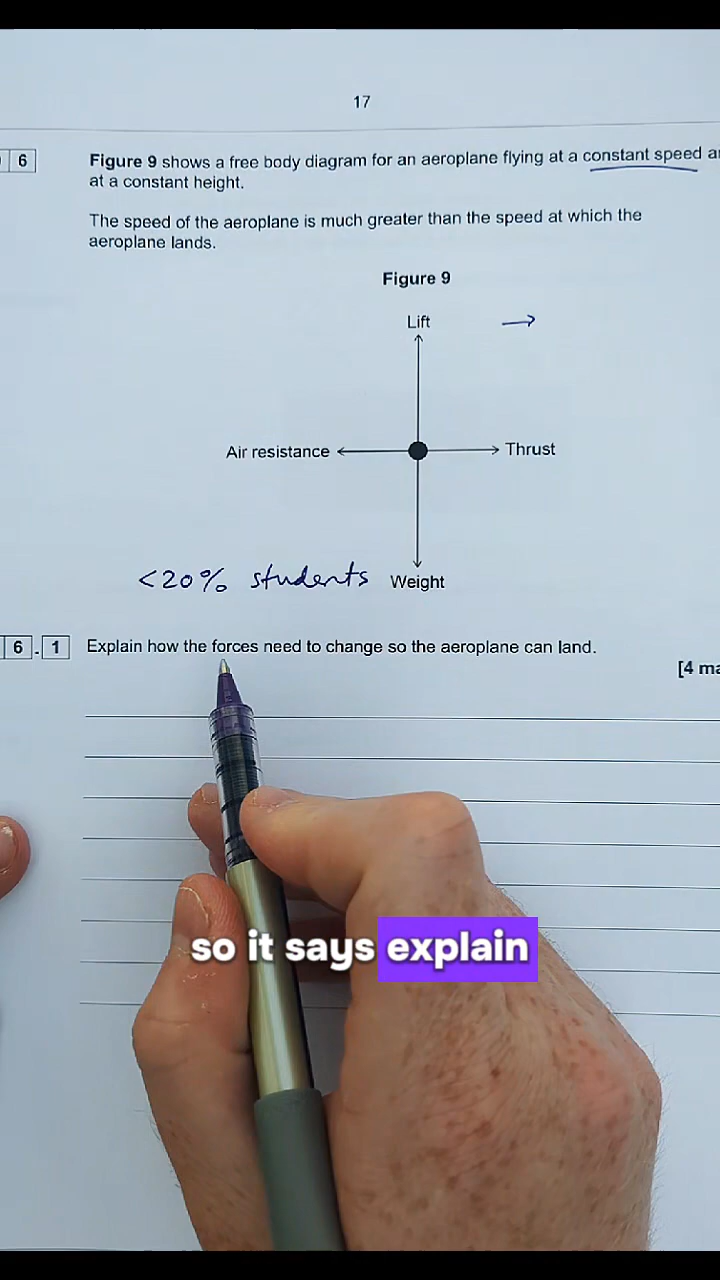 17
6
Figure 9 shows a free body diagram for an aeroplane flying at a constant speed
at a constant height.
The speed of the aeroplane is much greater than the speed at which the
aeroplane lands.
Figure 9
Lift
Air resistance
Thrust
<20% students
Weight
6.1 Explain how the forces need to change so the aeroplane can land.
[4
so it says explain